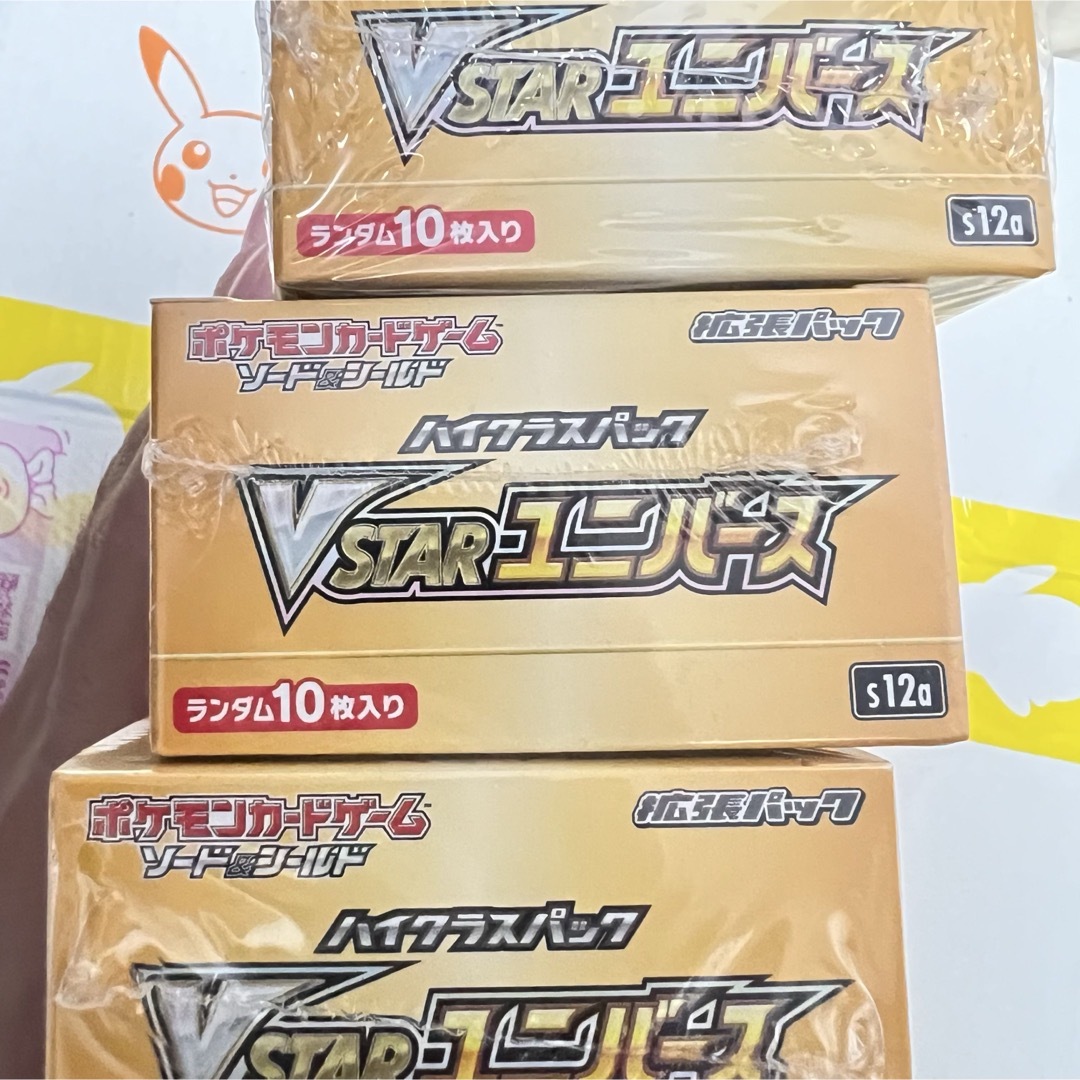 VSTARユニバース
ランダム10枚入り
s12a
ポケモンカードゲーム
拡張パック
ソード&シールド
ハイクラスパック
VSTARユニバース
ランダム10枚入り
s12a
ポケモンカードゲーム
拡張パック
ソード&シールド
ハイクラスパック
VSTARユニバース